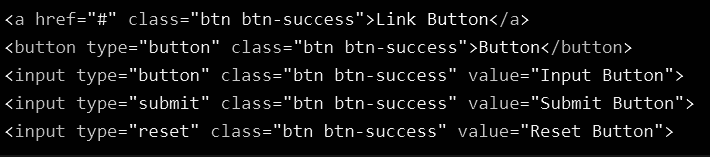 <a href="#" class="btn btn-success">Link Button</a>
<button type="button" class="btn btn-success">Button</button>
<input type="button" class="btn btn-success" value="Input Button">
<input type="submit" class="btn btn-success" value="Submit Button">
<input type="reset" class="btn btn-success" value="Reset Button">